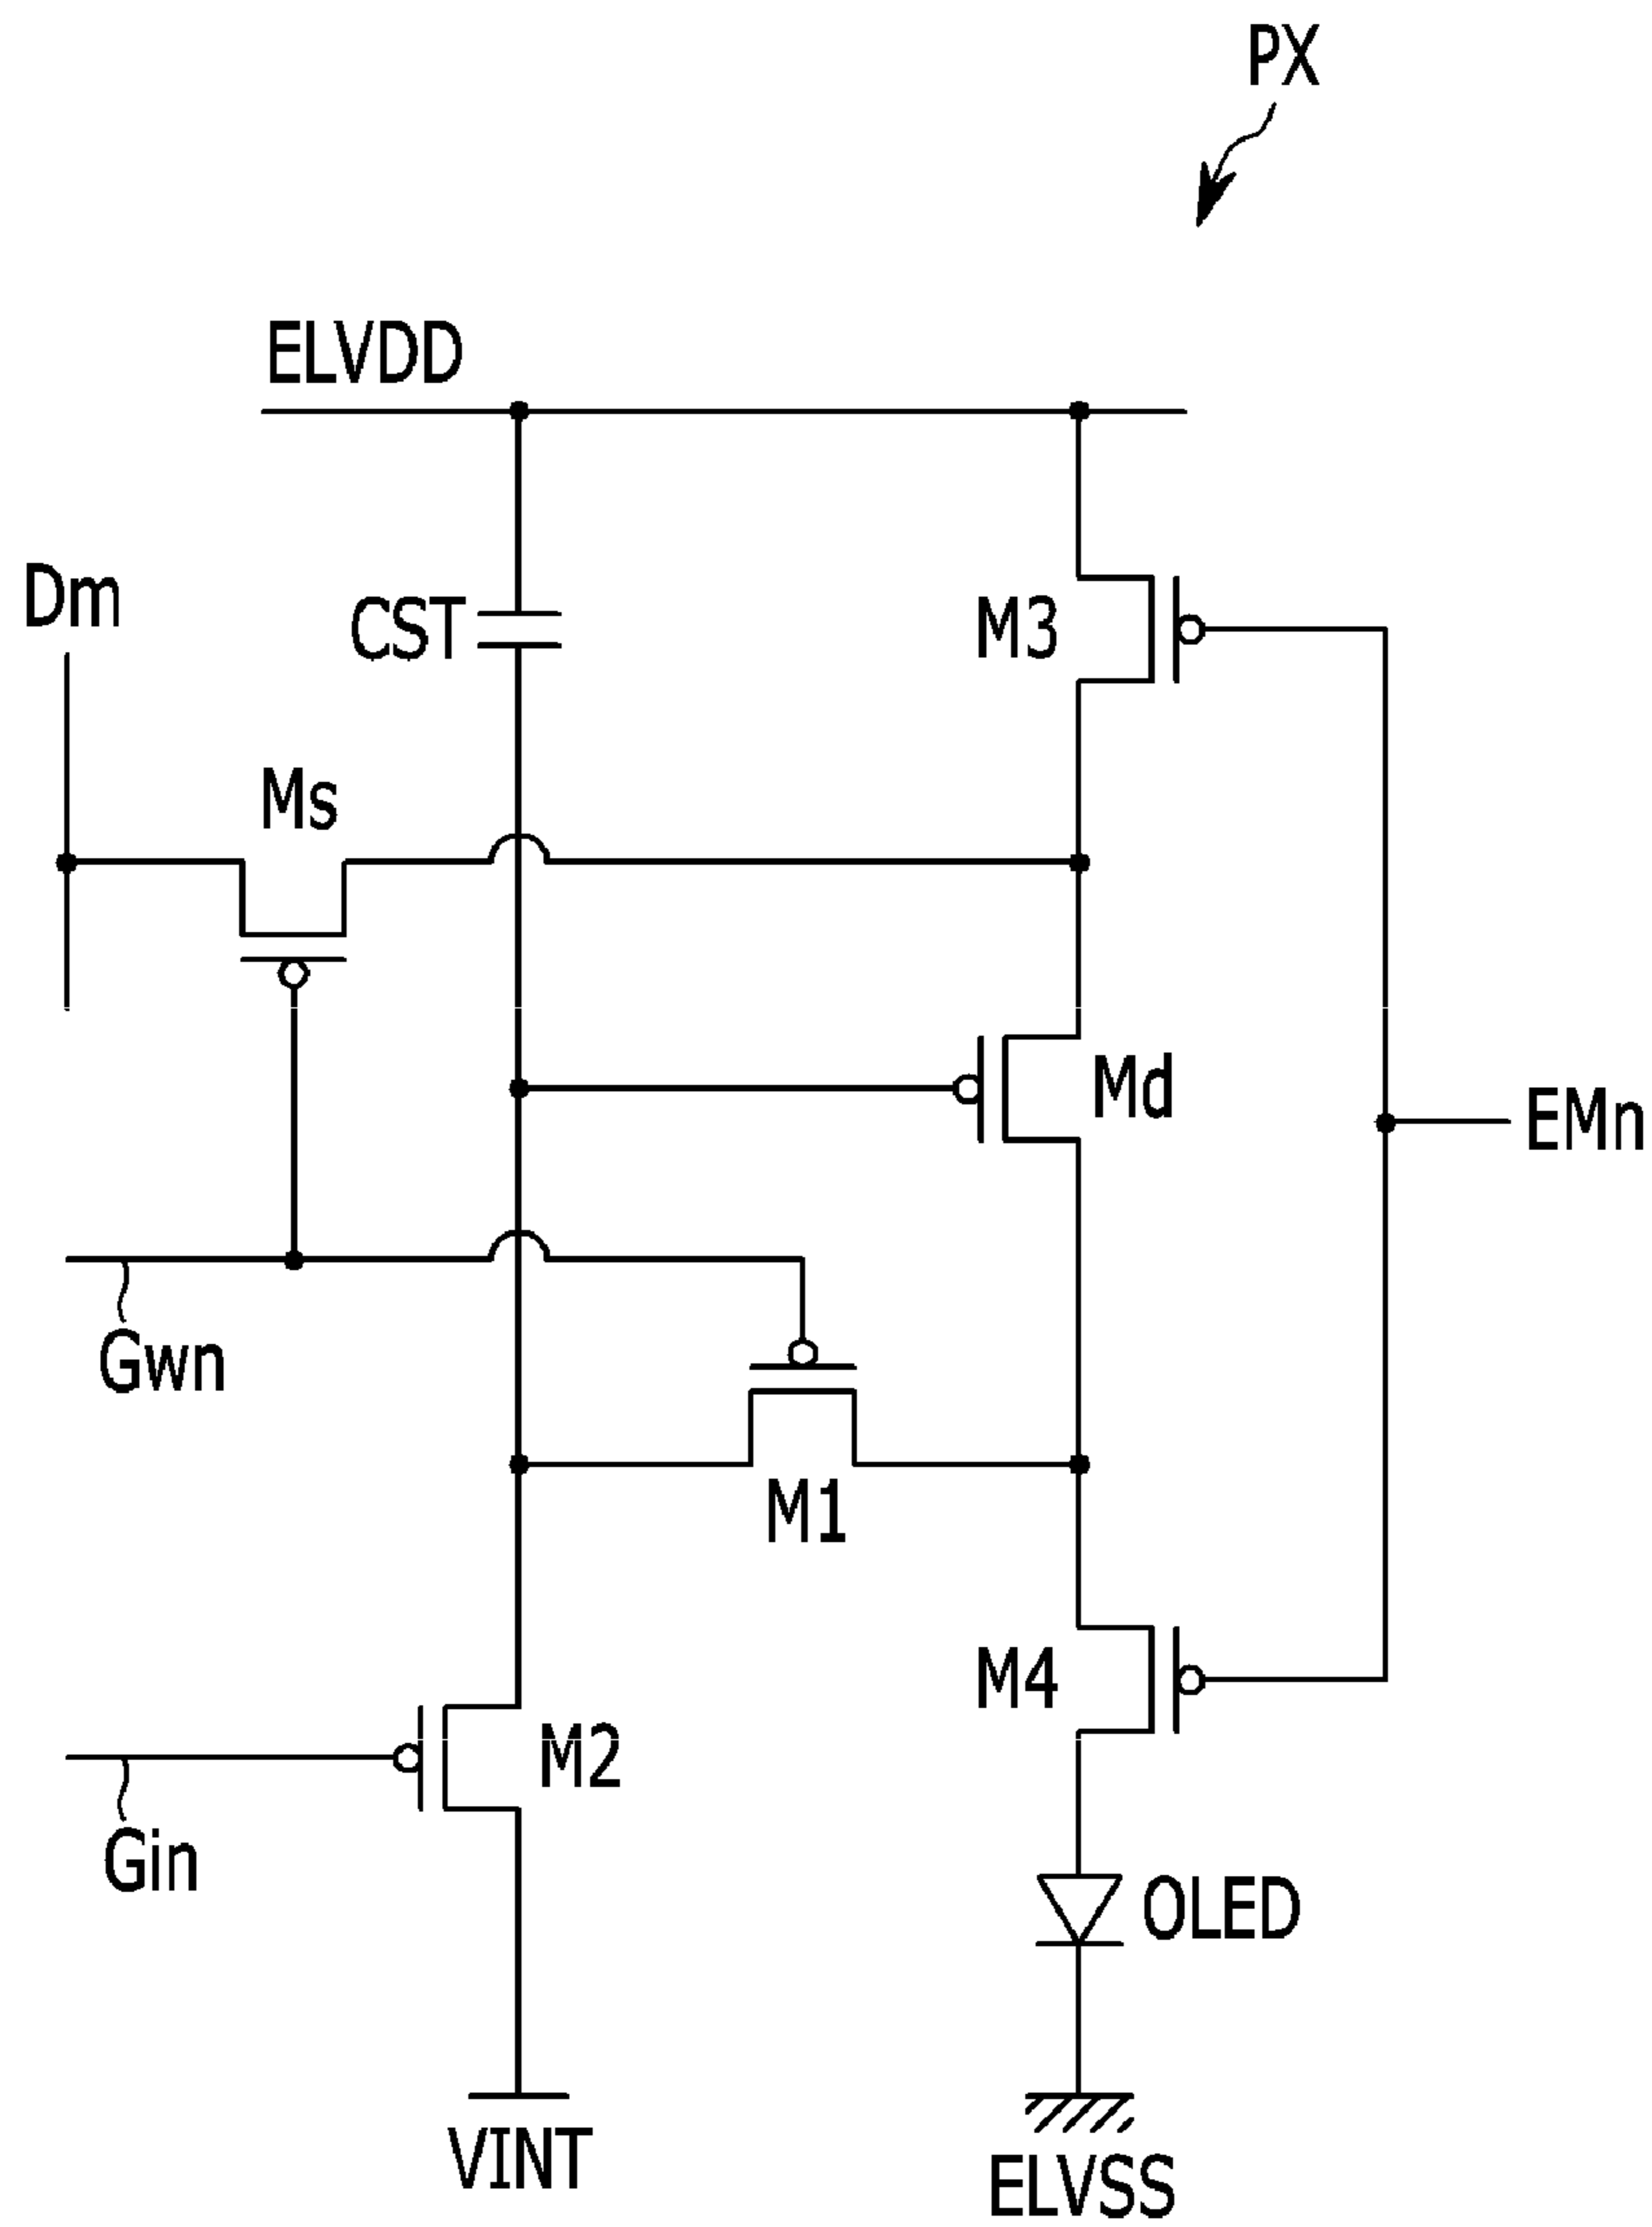 PX
ELVDD
Dm
CST
M3
Ms
Md
EMn
Gwn
M1
M4
M2
Gin
OLED
VINT
ELVSS